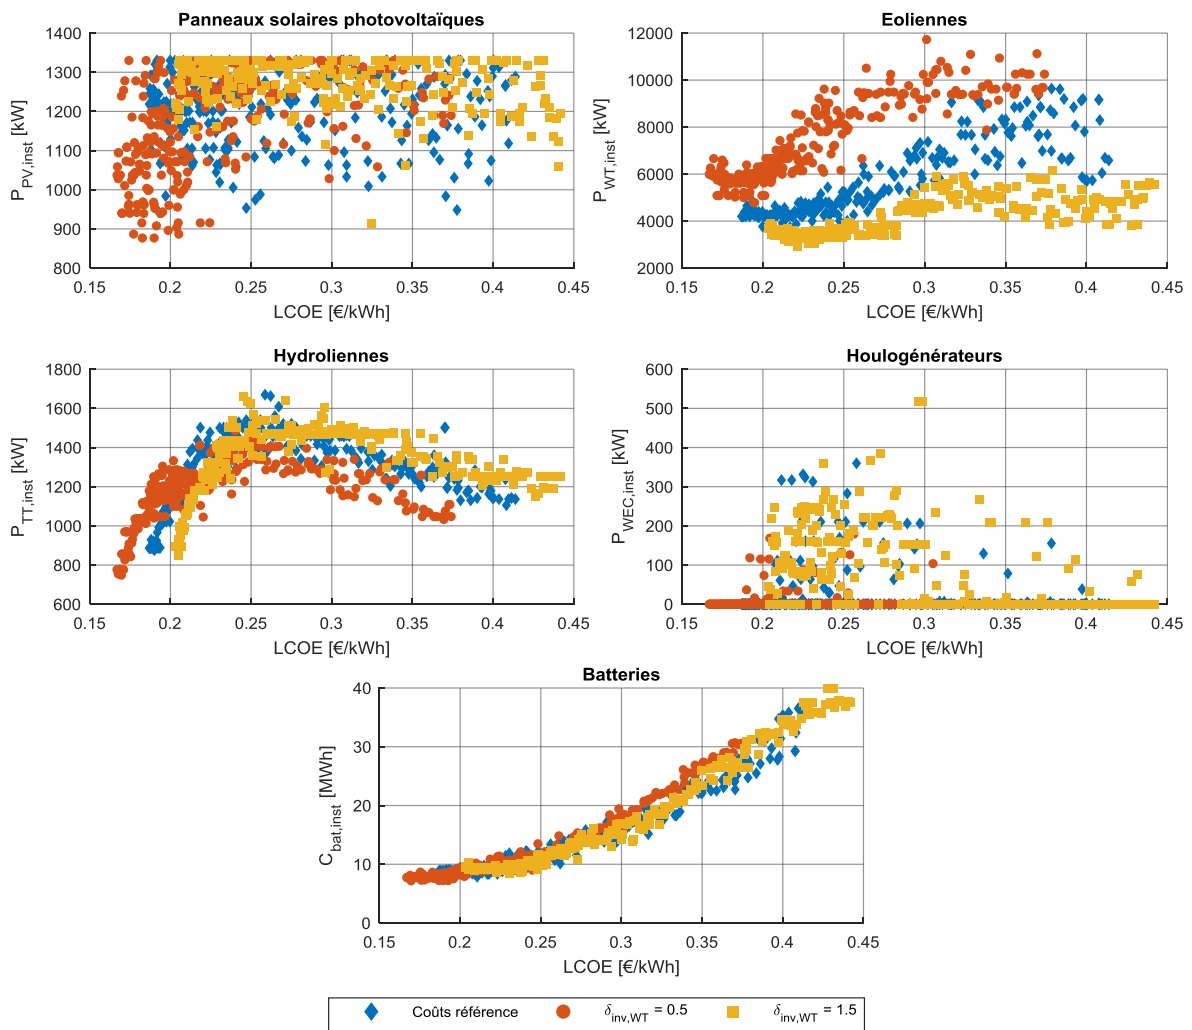 Panneaux solaires photovoltaïques
1400
1300
1200
1100
1000
900
800
P_PV,inst [kW]
0.15 0.2 0.25 0.3 0.35 0.4 0.45
LCOE [€/kWh]
Eoliennes
12000
10000
8000
6000
4000
2000
P_WT,inst [kW]
0.15 0.2 0.25 0.3 0.35 0.4 0.45
LCOE [€/kWh]
Hydroliennes
1800
1600
1400
1200
1000
800
600
P_TT,inst [kW]
0.15 0.2 0.25 0.3 0.35 0.4 0.45
LCOE [€/kWh]
Houlogénérateurs
600
500
400
300
200
100
0
P_WEC,inst [kW]
0.15 0.2 0.25 0.3 0.35 0.4 0.45
LCOE [€/kWh]
Batteries
40
30
20
10
0
C_bat,inst [MWh]
0.15 0.2 0.25 0.3 0.35 0.4 0.45
LCOE [€/kWh]
Coûts référence δ_inv,WT = 0.5 δ_inv,WT = 1.5